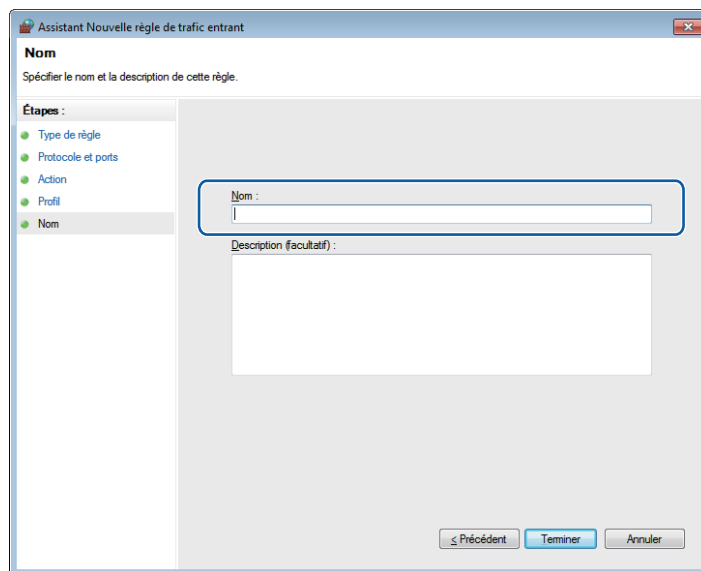 Assistant Nouvelle règle de trafic entrant
Nom
Spécifier le nom et la description de cette règle.
Étapes :
Type de règle
Protocole et ports
Action
Profil
Nom
Nom :
Description (facultatif) :
< Précédent
Terminer
Annuler